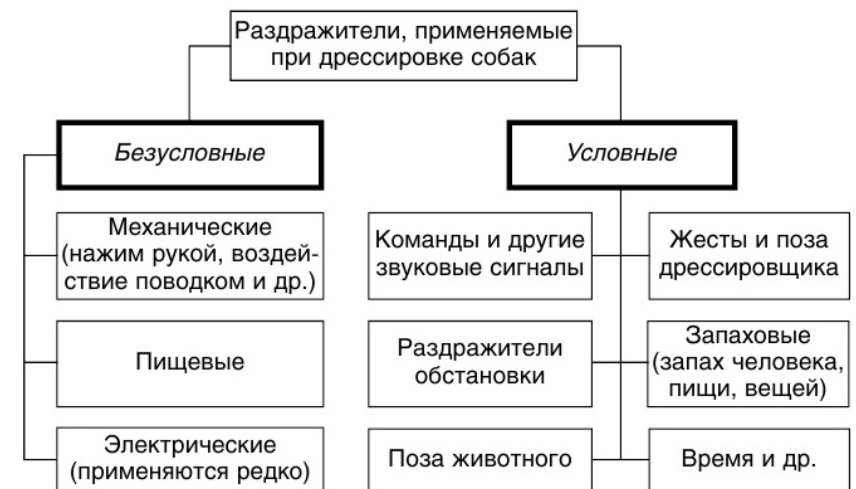 Раздражители, применяемые
при дрессировке собак
Безусловные
Условные
Механические
(нажим рукой, воздей-
ствие поводком и др.)
Команды и другие
звуковые сигналы
Жесты и поза
дрессировщика
Пищевые
Раздражители
обстановки
Запаховые
(запах человека,
пищи, вещей)
Электрические
(применяются редко)
Поза животного
Время и др.